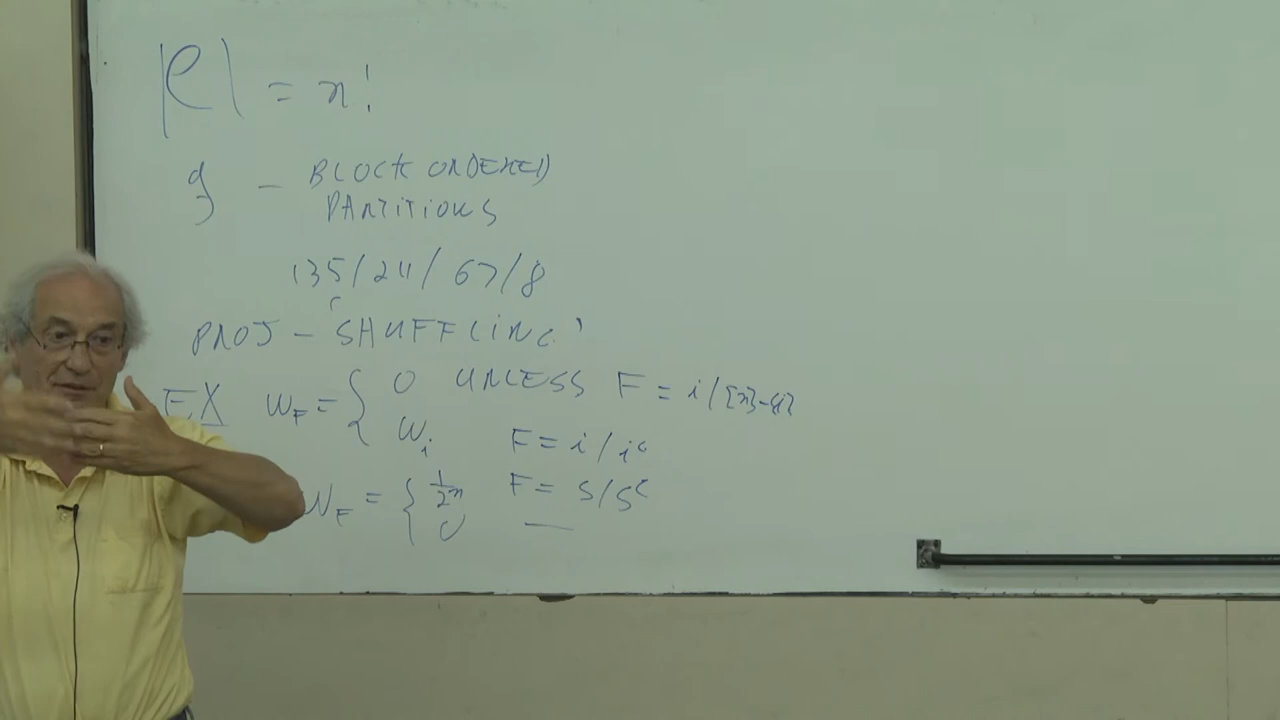 |C| = n!
F - BLOCK ORDERED
PARTITIONS
135/24/67/8
PROJ - 'SHUFFLING'
EX w_F = { 0 UNLESS F = i/[n]-{i}
w_i F = i/i^c
w_F = { 1/2^n F = S/S^c
0 —